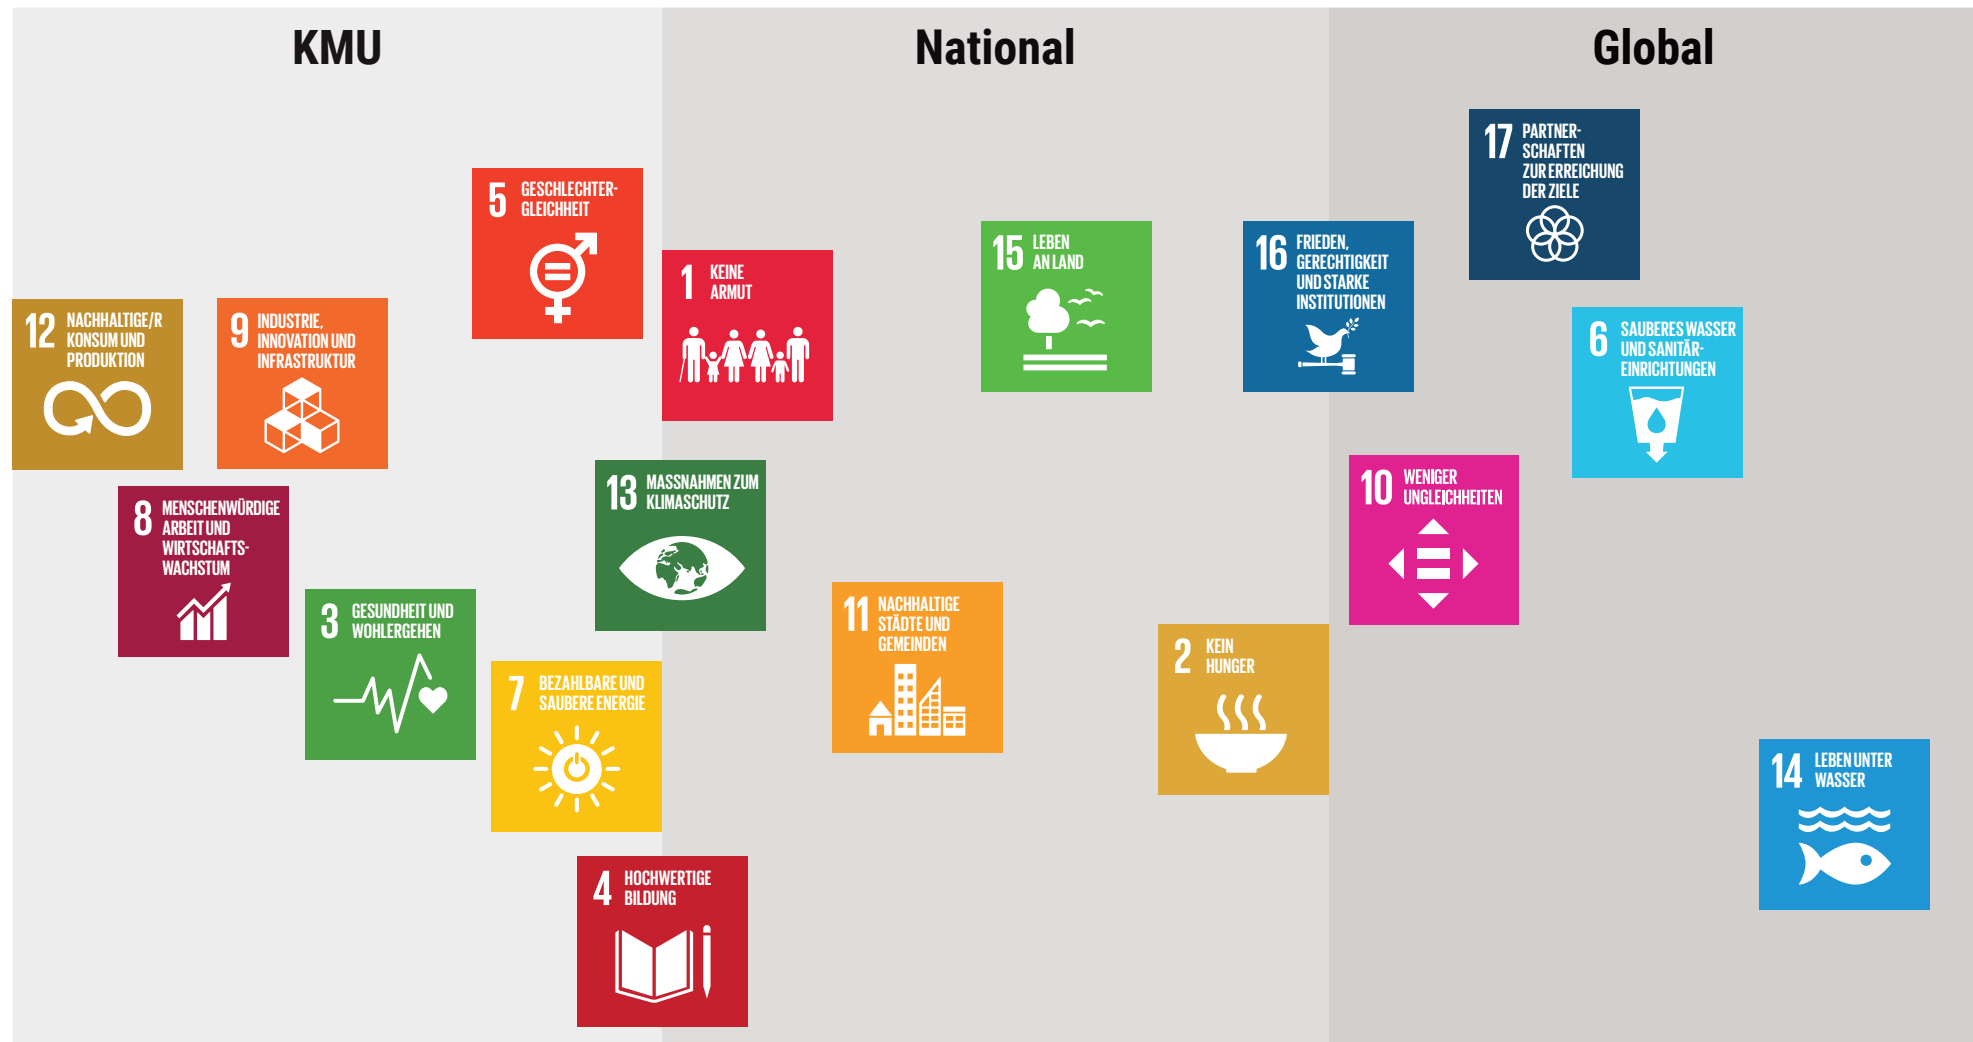 KMU
National
Global
17 PARTNER-
SCHAFTEN
ZUR ERREICHUNG
DER ZIELE
5 GESCHLECHTER-
GLEICHHEIT
1 KEINE
ARMUT
15 LEBEN
AN LAND
16 FRIEDEN,
GERECHTIGKEIT
UND STARKE
INSTITUTIONEN
12 NACHHALTIGE/R
KONSUM UND
PRODUKTION
9 INDUSTRIE,
INNOVATION UND
INFRASTRUKTUR
6 SAUBERES WASSER
UND SANITÄR-
EINRICHTUNGEN
8 MENSCHENWÜRDIGE
ARBEIT UND
WIRTSCHAFTS-
WACHSTUM
13 MASSNAHMEN ZUM
KLIMASCHUTZ
10 WENIGER
UNGLEICHHEITEN
3 GESUNDHEIT UND
WOHLERGEHEN
11 NACHHALTIGE
STÄDTE UND
GEMEINDEN
2 KEIN
HUNGER
7 BEZAHLBARE UND
SAUBERE ENERGIE
14 LEBEN UNTER
WASSER
4 HOCHWERTIGE
BILDUNG